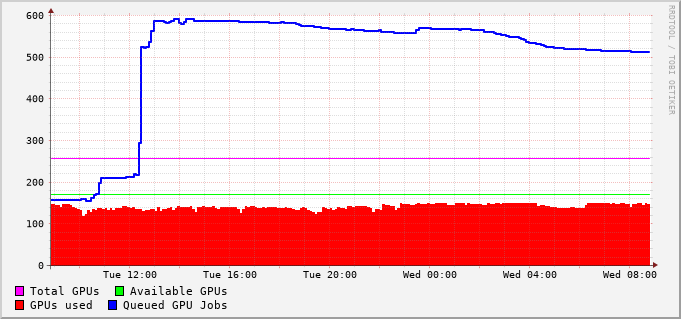 600
500
400
300
200
100
0
Tue 12:00 Tue 16:00 Tue 20:00 Wed 00:00 Wed 04:00 Wed 08:00
Total GPUs Available GPUs
GPUs used Queued GPU Jobs
RRDTOOL / TOBI OETIKER